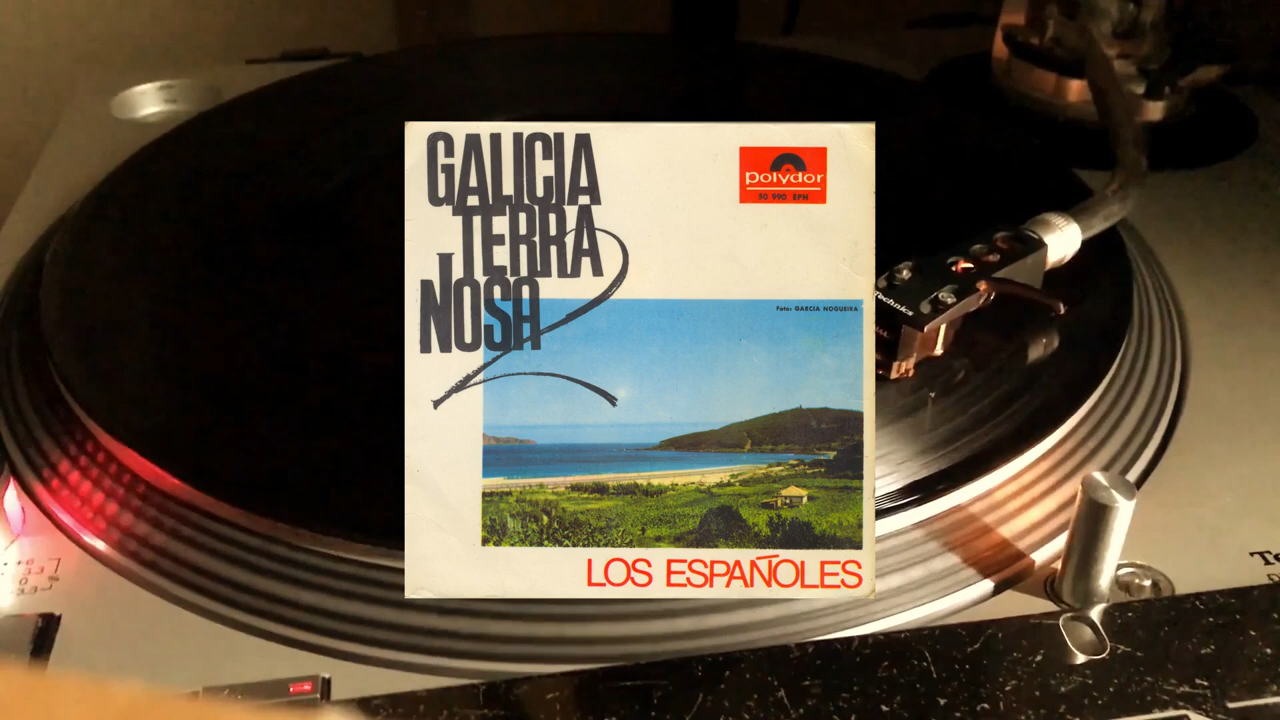 GALICIA
TERRA
NOSA
polydor
50 990 EPH
Foto: GARCIA NOGUEIRA
LOS ESPAÑOLES
Technics